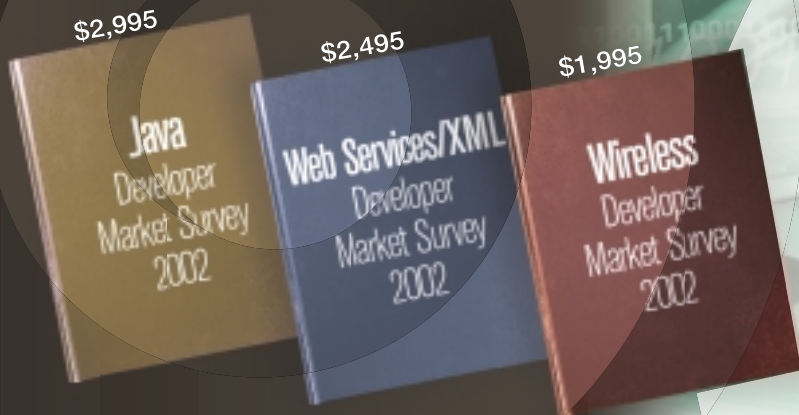 $2,995
Java
Developer
Market Survey
2002
$2,495
Web Services/XML
Developer
Market Survey
2002
$1,995
Wireless
Developer
Market Survey
2002